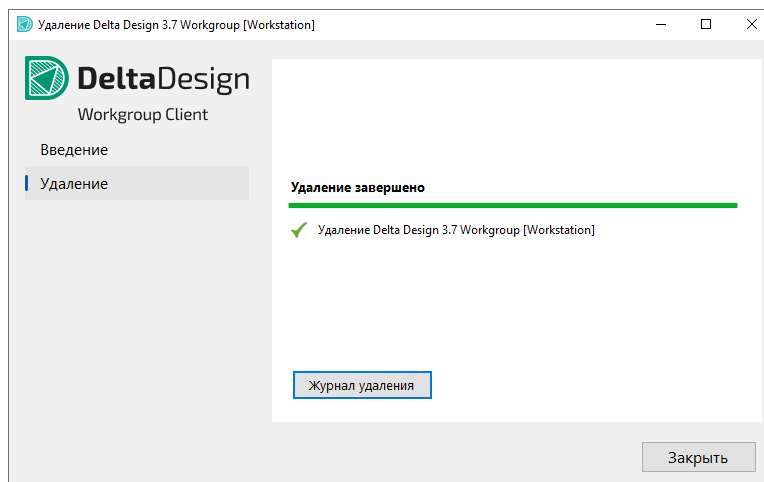 Удаление Delta Design 3.7 Workgroup [Workstation]
DeltaDesign
Workgroup Client
Введение
Удаление
Удаление завершено
Удаление Delta Design 3.7 Workgroup [Workstation]
Журнал удаления
Закрыть